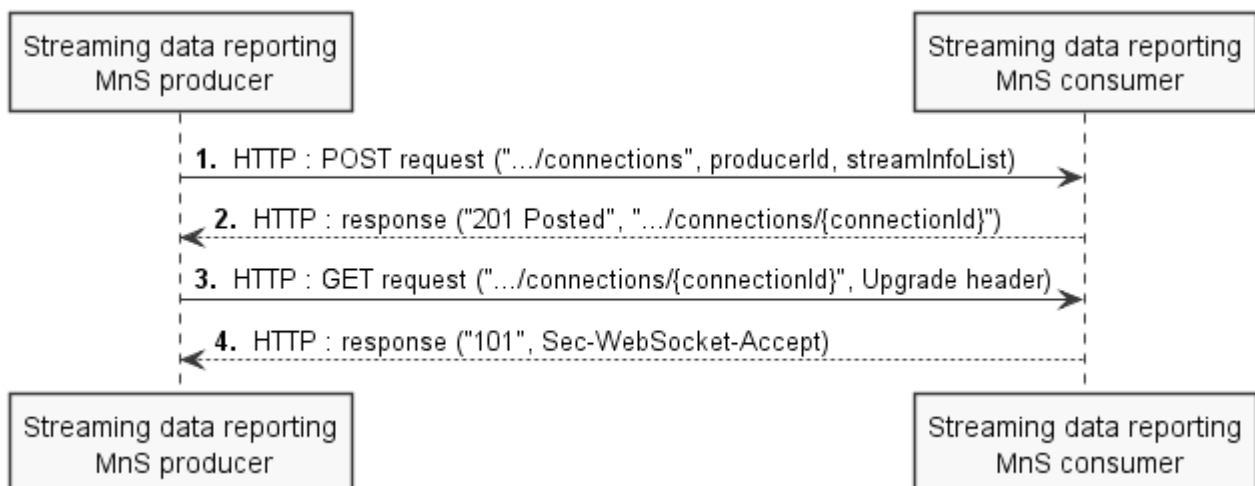 Streaming data reporting
MnS producer
Streaming data reporting
MnS consumer
1. HTTP : POST request (".../connections", producerId, streamInfoList)
2. HTTP : response ("201 Posted", ".../connections/{connectionId}")
3. HTTP : GET request (".../connections/{connectionId}", Upgrade header)
4. HTTP : response ("101", Sec-WebSocket-Accept)
Streaming data reporting
MnS producer
Streaming data reporting
MnS consumer